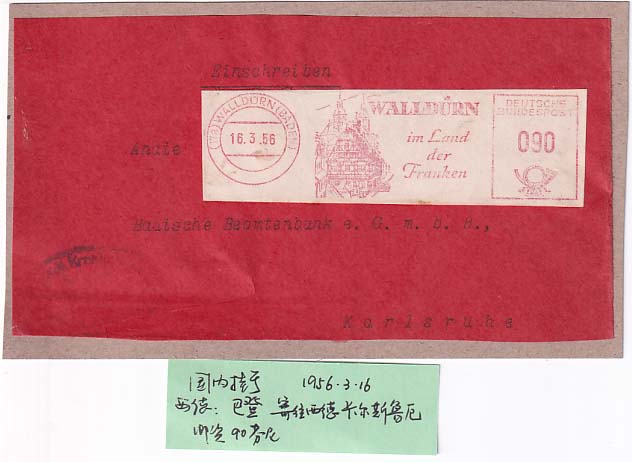 Einschreiben
(16) WALLDÜRN (BADEN)
16.3.56
WALLDÜRN
im Land
der
Franken
DEUTSCHE
BUNDESPOST
090
Andie
Badische Beamtenbank e. G. m. b. H.,
Karlsruhe
国内挂号 1956.3.16
西德：巴登 寄往西德卡尔斯鲁厄
邮资90芬尼